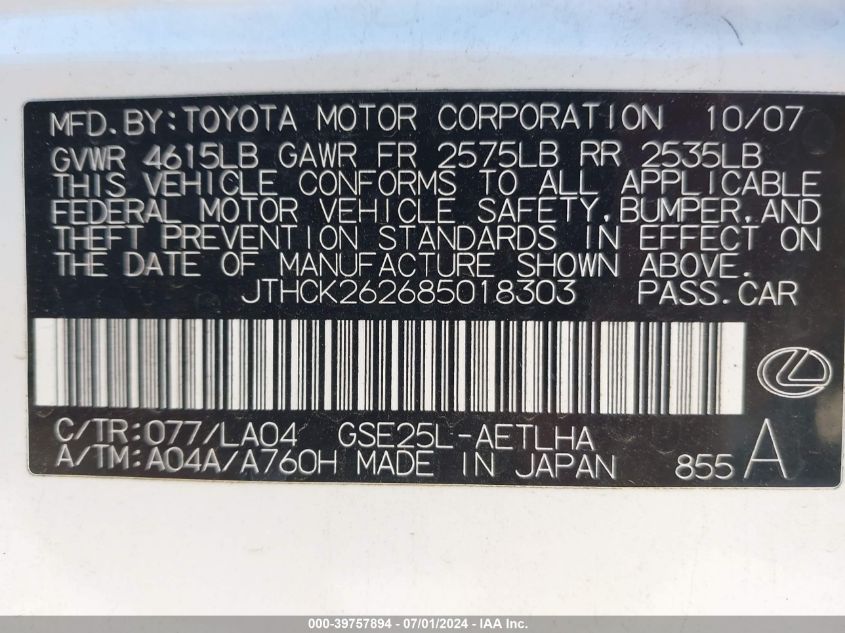 MFD. BY: TOYOTA MOTOR CORPORATION 10/07
GVWR 4615LB GAWR FR 2575LB RR 2535LB
THIS VEHICLE CONFORMS TO ALL APPLICABLE
FEDERAL MOTOR VEHICLE SAFETY, BUMPER, AND
THEFT PREVENTION STANDARDS IN EFFECT ON
THE DATE OF MANUFACTURE SHOWN ABOVE.
JTHCK262685018303 PASS. CAR
C/TR: 077/LA04 GSE25L-AETLHA
A/TM: A04A/A760H MADE IN JAPAN 855 A
000-39757894 - 07/01/2024 - IAA Inc.